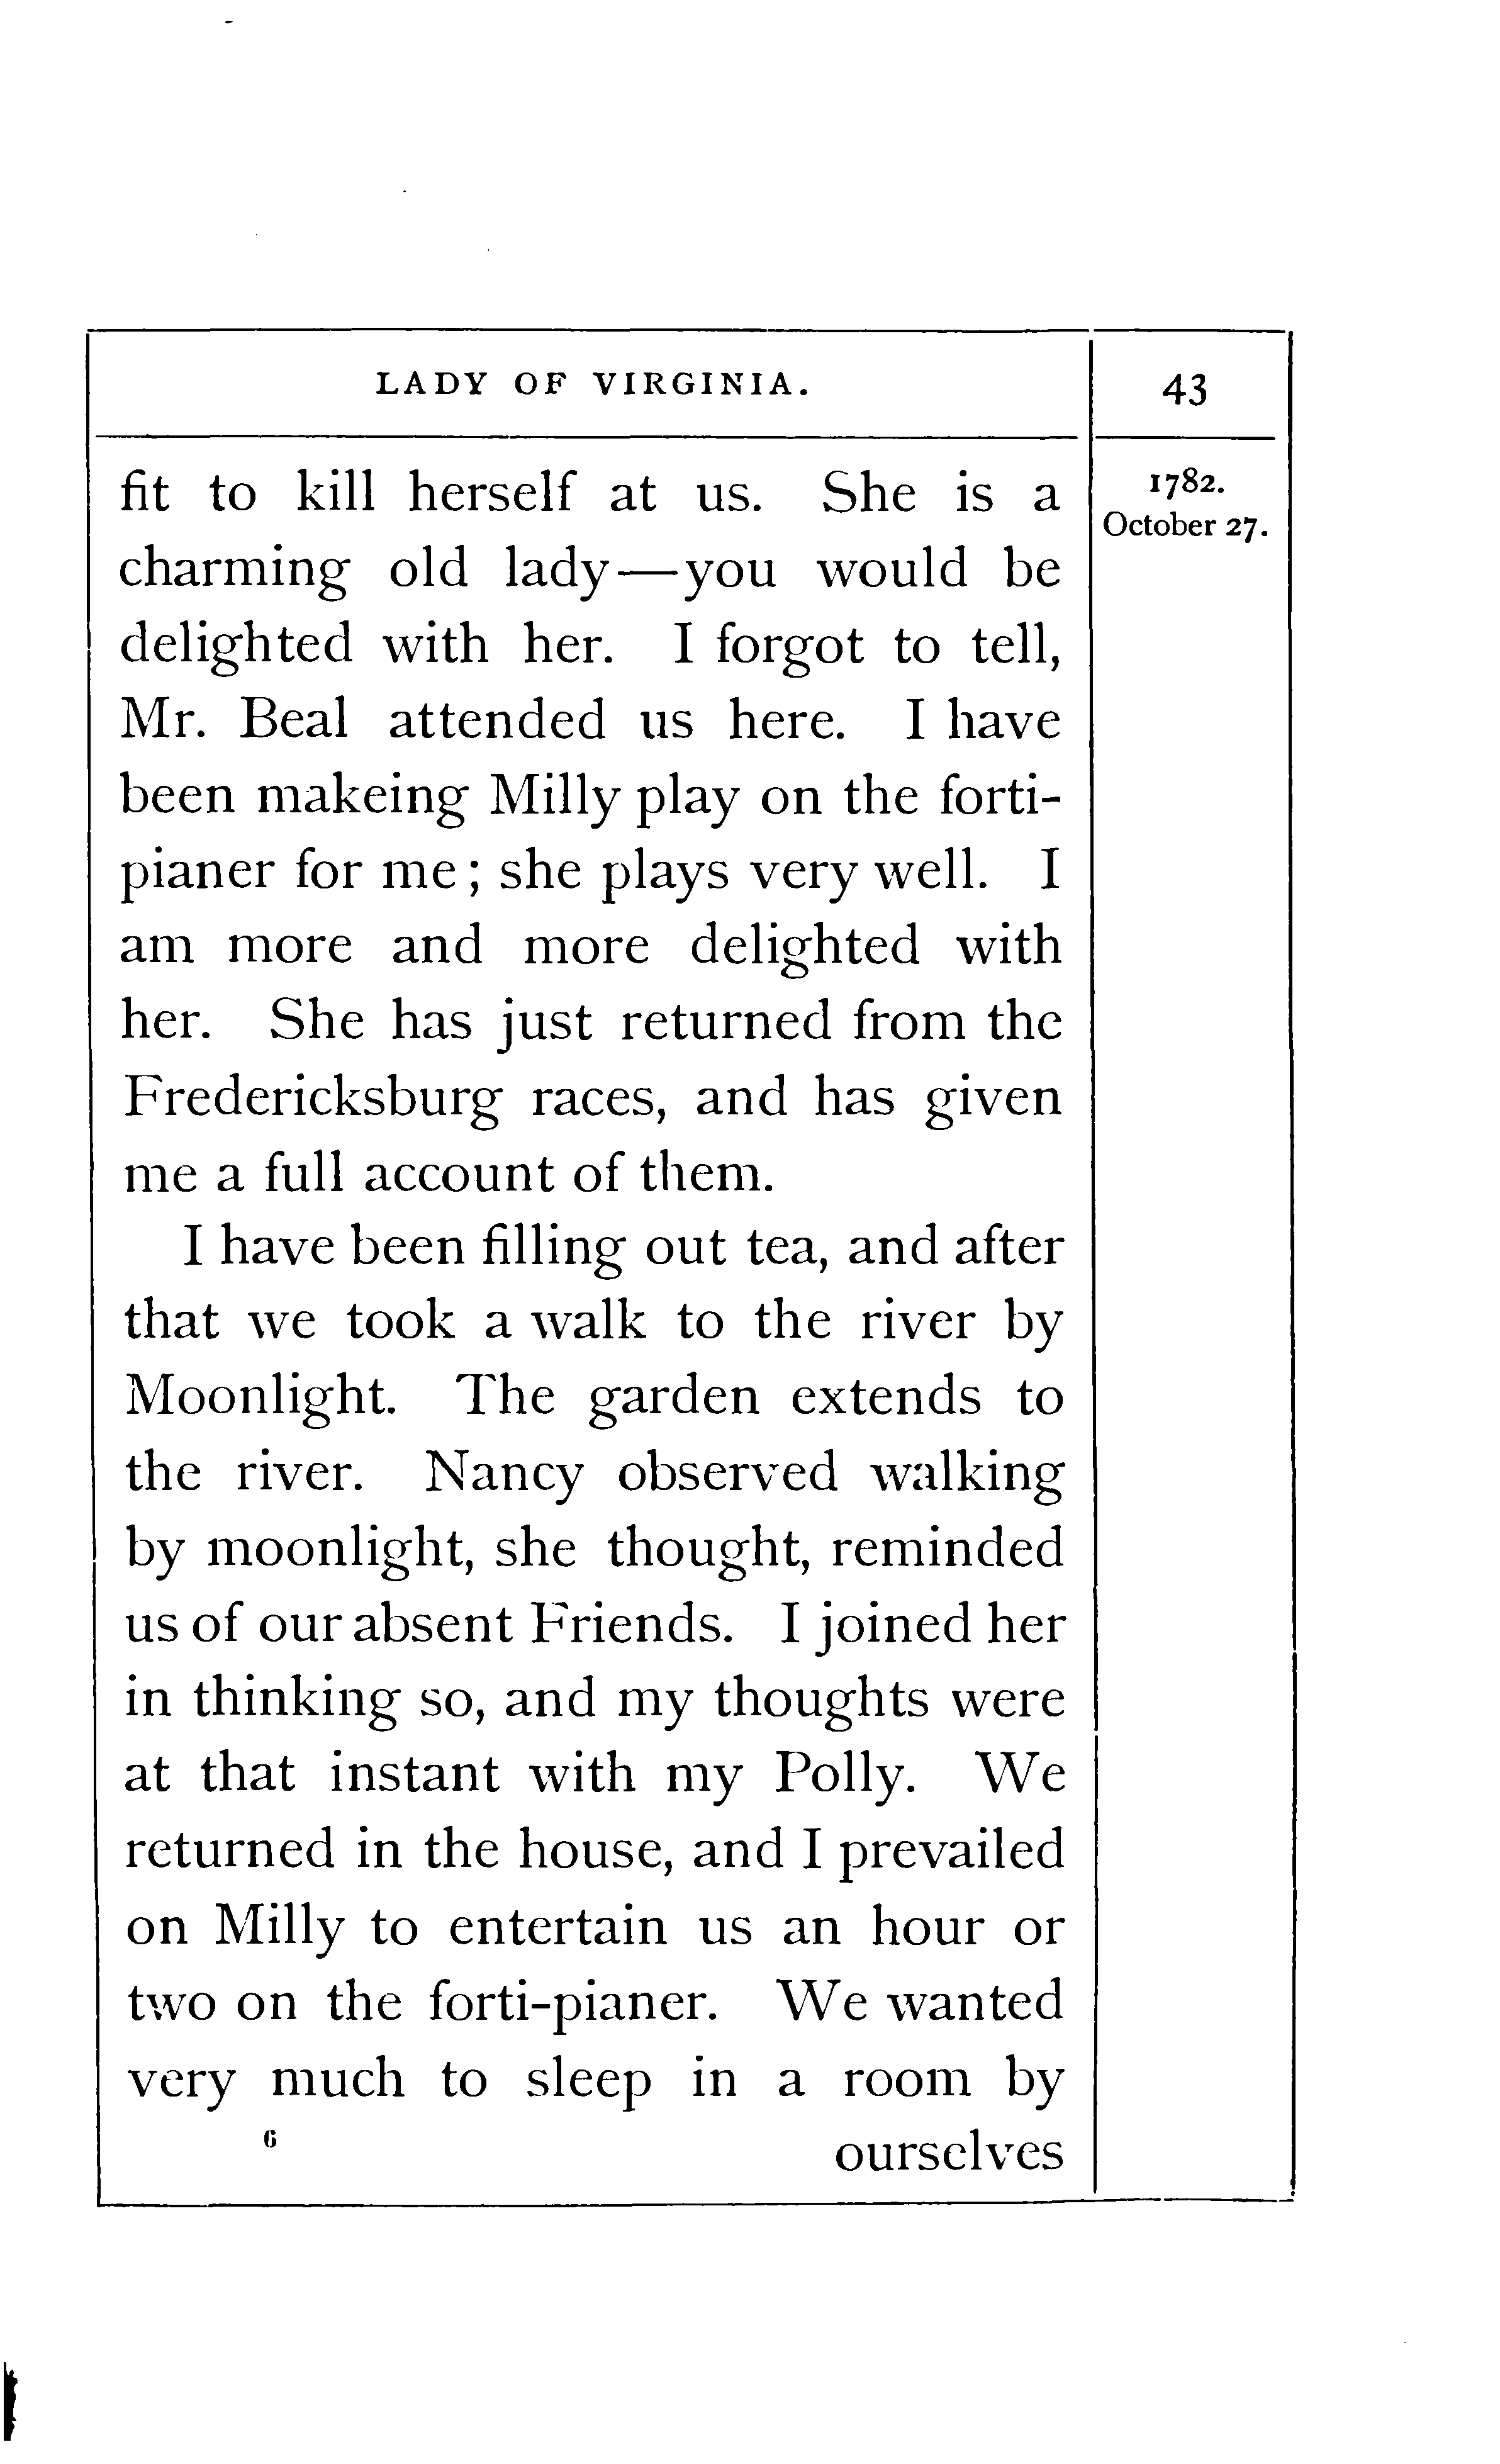 LADY OF VIRGINIA.
43
1782.
October 27.
fit to kill herself at us. She is a
charming old lady—you would be
delighted with her. I forgot to tell,
Mr. Beal attended us here. I have
been makeing Milly play on the forti-
pianer for me; she plays very well. I
am more and more delighted with
her. She has just returned from the
Fredericksburg races, and has given
me a full account of them.
I have been filling out tea, and after
that we took a walk to the river by
Moonlight. The garden extends to
the river. Nancy observed walking
by moonlight, she thought, reminded
us of our absent Friends. I joined her
in thinking so, and my thoughts were
at that instant with my Polly. We
returned in the house, and I prevailed
on Milly to entertain us an hour or
two on the forti-pianer. We wanted
very much to sleep in a room by
6
ourselves